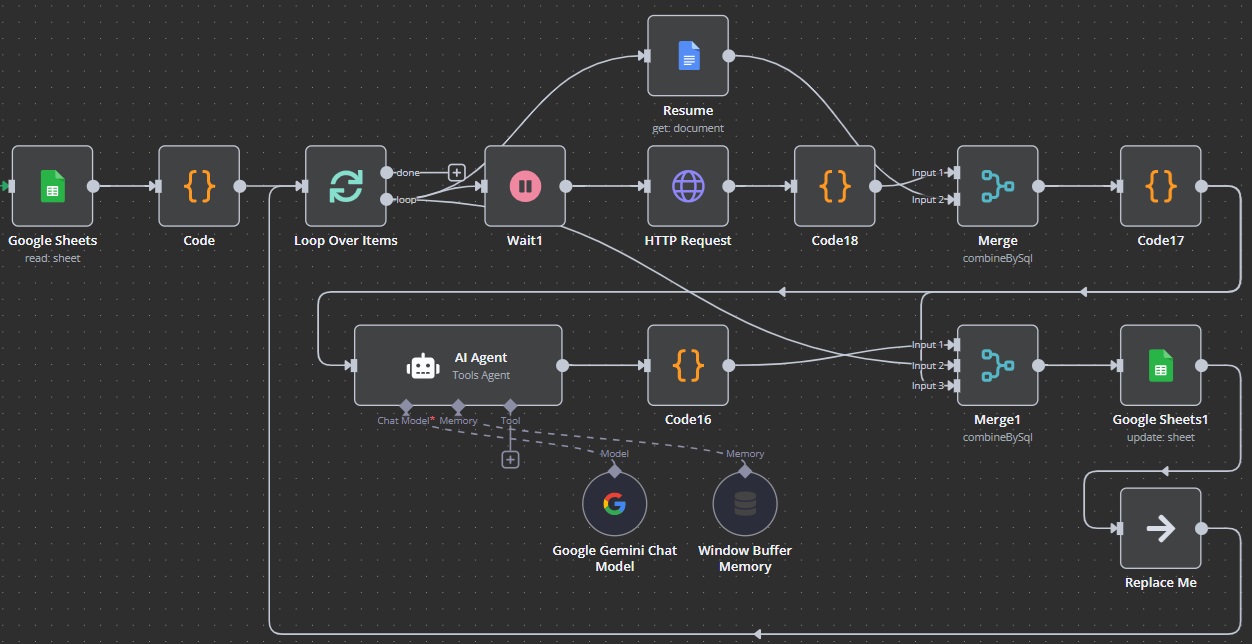 Resume
get: document
Google Sheets
read: sheet
Code
Loop Over Items
done
loop
Wait1
HTTP Request
Code18
Input 1
Input 2
Merge
combineBySql
Code17
AI Agent
Tools Agent
Chat Model*
Memory
Tool
Code16
Input 1
Input 2
Input 3
Merge1
combineBySql
Google Sheets1
update: sheet
Model
Memory
Google Gemini Chat
Model
Window Buffer
Memory
Replace Me